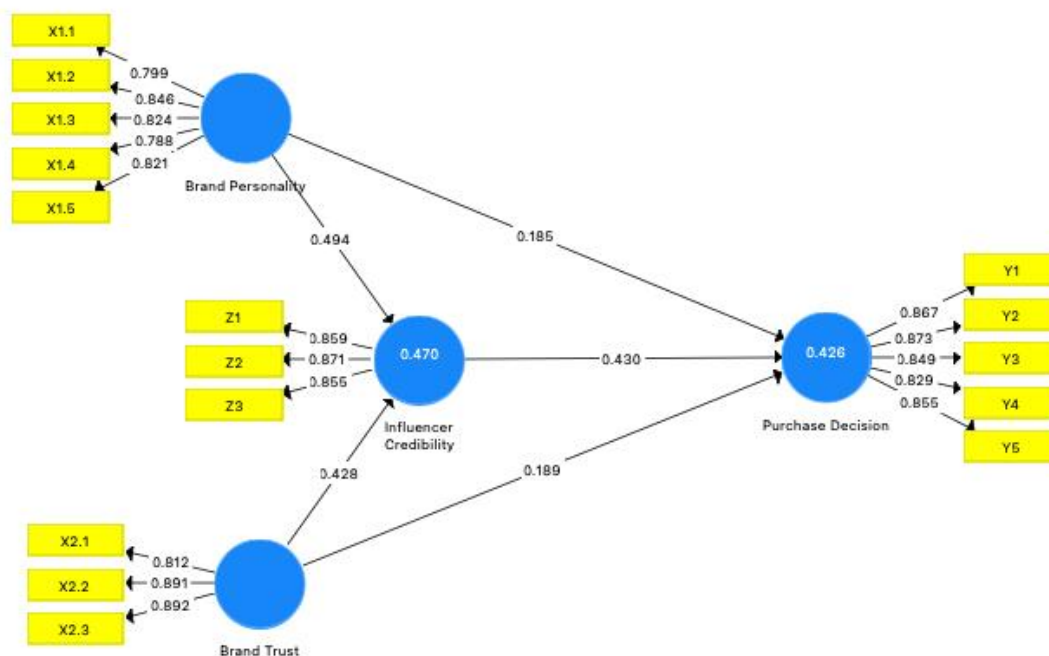 X1.1
0.799
X1.2
0.846
X1.3
0.824
X1.4
0.788
X1.5
0.821
Brand Personality
0.494
0.185
Z1
0.859
Z2
0.871
Z3
0.855
0.470
Influencer
Credibility
0.430
0.426
Purchase Decision
Y1
0.867
Y2
0.873
Y3
0.849
Y4
0.829
Y5
0.855
0.428
0.189
X2.1
0.812
X2.2
0.891
X2.3
0.892
Brand Trust